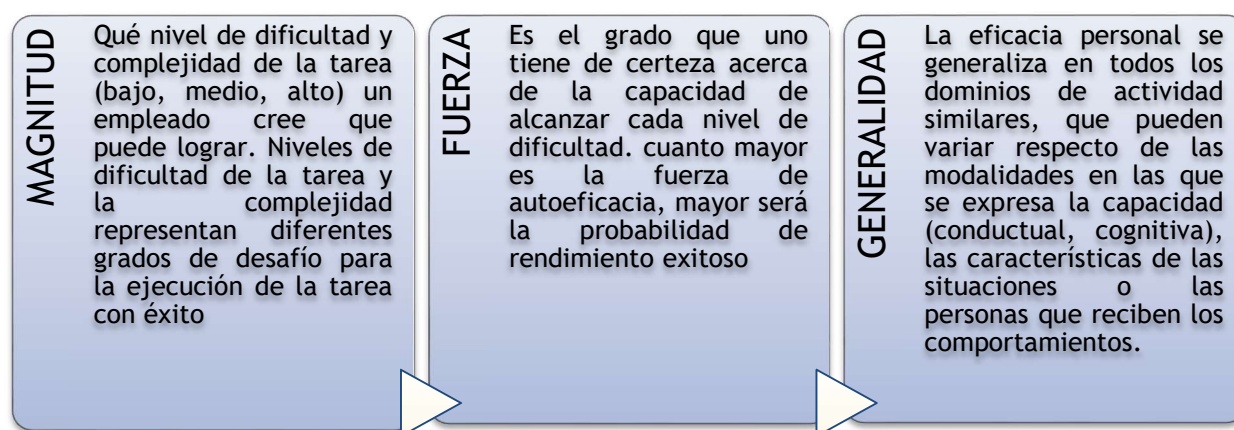 MAGNITUD
Qué nivel de dificultad y
complejidad de la tarea
(bajo, medio, alto) un
empleado cree que
puede lograr. Niveles de
dificultad de la tarea y
la complejidad
representan diferentes
grados de desafío para
la ejecución de la tarea
con éxito
FUERZA
Es el grado que uno
tiene de certeza acerca
de la capacidad de
alcanzar cada nivel de
dificultad. cuanto mayor
es la fuerza de
autoeficacia, mayor será
la probabilidad de
rendimiento exitoso
GENERALIDAD
La eficacia personal se
generaliza en todos los
dominios de actividad
similares, que pueden
variar respecto de las
modalidades en las que
se expresa la capacidad
(conductual, cognitiva),
las características de las
situaciones o las
personas que reciben los
comportamientos.